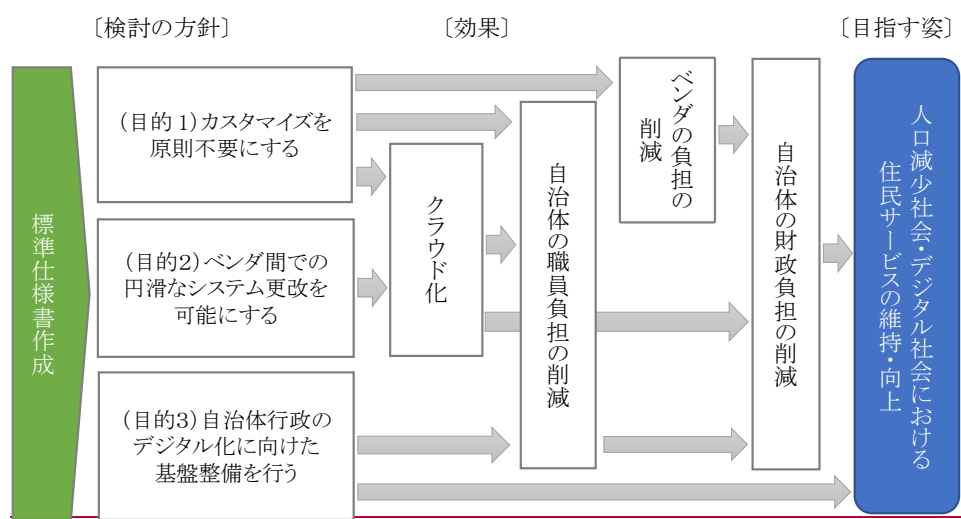 〔検討の方針〕
〔効果〕
〔目指す姿〕
標準仕様書作成
(目的1)カスタマイズを
原則不要にする
(目的2)ベンダ間での
円滑なシステム更改を
可能にする
(目的3)自治体行政の
デジタル化に向けた
基盤整備を行う
クラウド化
自治体の職員負担の削減
ベンダの負担の
削減
自治体の財政負担の削減
人口減少社会・デジタル社会における
住民サービスの維持・向上